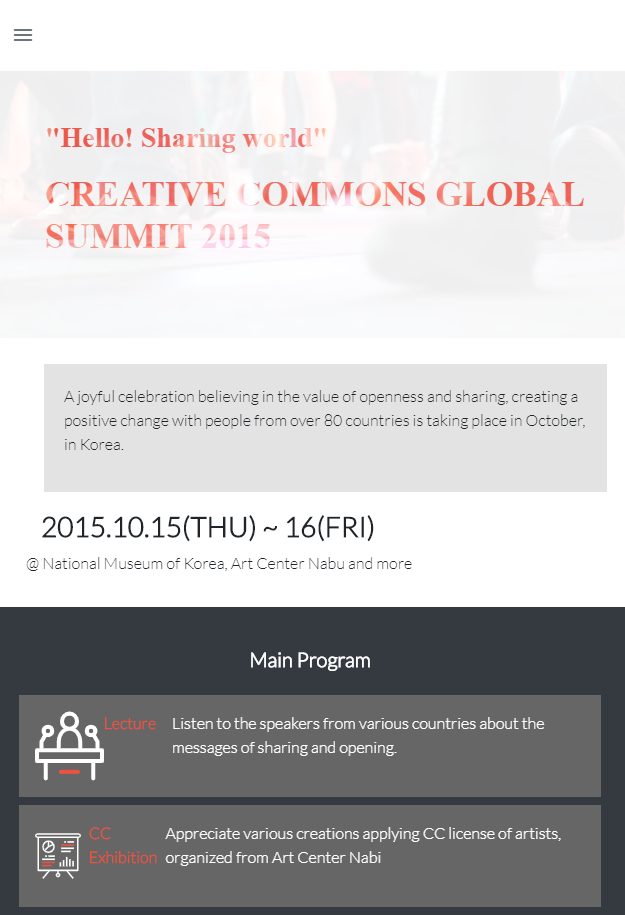 "Hello! Sharing world"
CREATIVE COMMONS GLOBAL
SUMMIT 2015
A joyful celebration believing in the value of openness and sharing, creating a
positive change with people from over 80 countries is taking place in October,
in Korea.
2015.10.15(THU) ~ 16(FRI)
@ National Museum of Korea, Art Center Nabu and more
Main Program
Lecture
Listen to the speakers from various countries about the
messages of sharing and opening.
CC
Exhibition
Appreciate various creations applying CC license of artists,
organized from Art Center Nabi